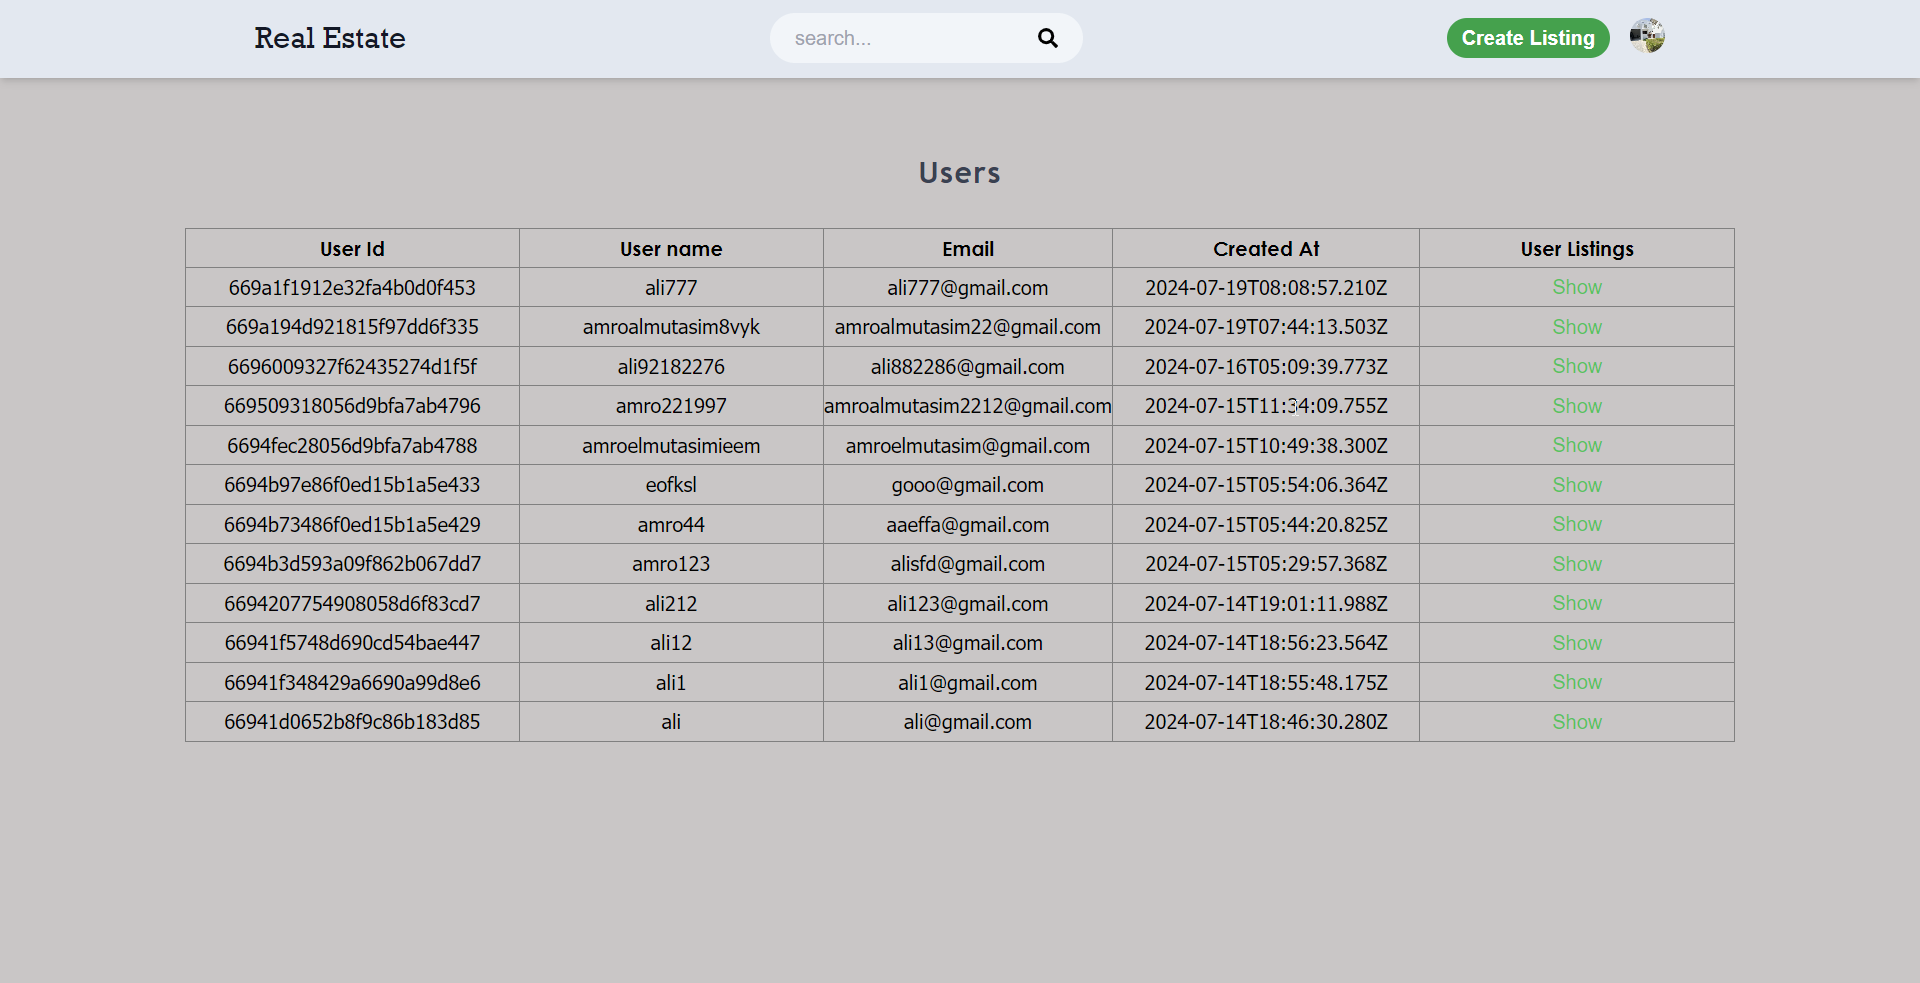 Real Estate search... Create Listing
Users
User Id User name Email Created At User Listings
669a1f1912e32fa4b0d0f453 ali777 ali777@gmail.com 2024-07-19T08:08:57.210Z Show
669a194d921815f97dd6f335 amroalmutasim8vyk amroalmutasim22@gmail.com 2024-07-19T07:44:13.503Z Show
6696009327f62435274d1f5f ali92182276 ali882286@gmail.com 2024-07-16T05:09:39.773Z Show
669509318056d9bfa7ab4796 amro221997 amroalmutasim2212@gmail.com 2024-07-15T11:34:09.755Z Show
6694fec28056d9bfa7ab4788 amroelmutasimieem amroelmutasim@gmail.com 2024-07-15T10:49:38.300Z Show
6694b97e86f0ed15b1a5e433 eofksl gooo@gmail.com 2024-07-15T05:54:06.364Z Show
6694b73486f0ed15b1a5e429 amro44 aaeffa@gmail.com 2024-07-15T05:44:20.825Z Show
6694b3d593a09f862b067dd7 amro123 alisfd@gmail.com 2024-07-15T05:29:57.368Z Show
6694207754908058d6f83cd7 ali212 ali123@gmail.com 2024-07-14T19:01:11.988Z Show
66941f5748d690cd54bae447 ali12 ali13@gmail.com 2024-07-14T18:56:23.564Z Show
66941f348429a6690a99d8e6 ali1 ali1@gmail.com 2024-07-14T18:55:48.175Z Show
66941d0652b8f9c86b183d85 ali ali@gmail.com 2024-07-14T18:46:30.280Z Show